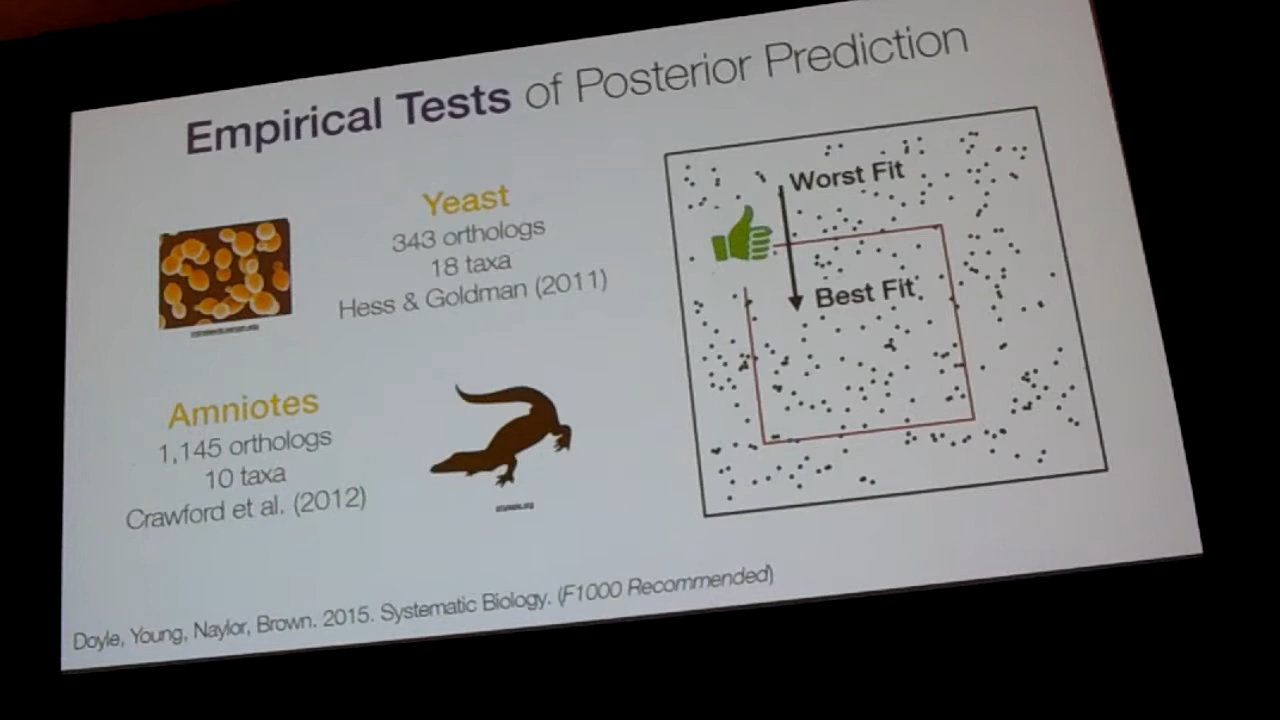 Empirical Tests of Posterior Prediction
Yeast
343 orthologs
18 taxa
Hess & Goldman (2011)
Amniotes
1,145 orthologs
10 taxa
Crawford et al. (2012)
Worst Fit
Best Fit
Doyle, Young, Naylor, Brown. 2015. Systematic Biology. (F1000 Recommended)